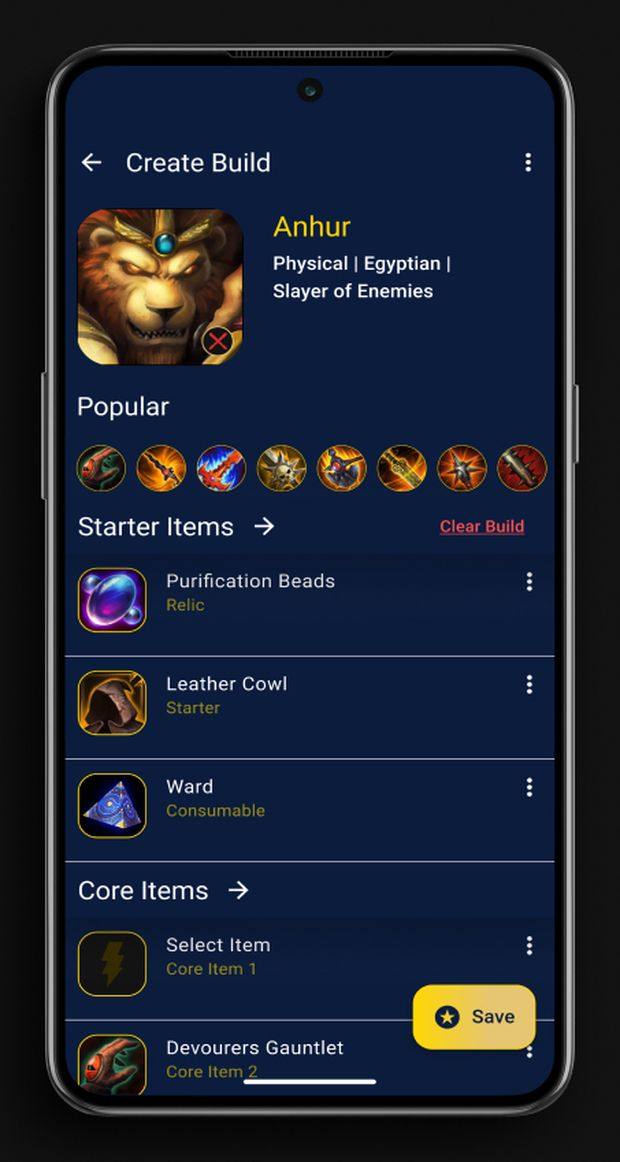 Create Build
Anhur
Physical | Egyptian |
Slayer of Enemies
Popular
Starter Items
Clear Build
Purification Beads
Relic
Leather Cowl
Starter
Ward
Consumable
Core Items
Select Item
Core Item 1
Save
Devourers Gauntlet
Core Item 2